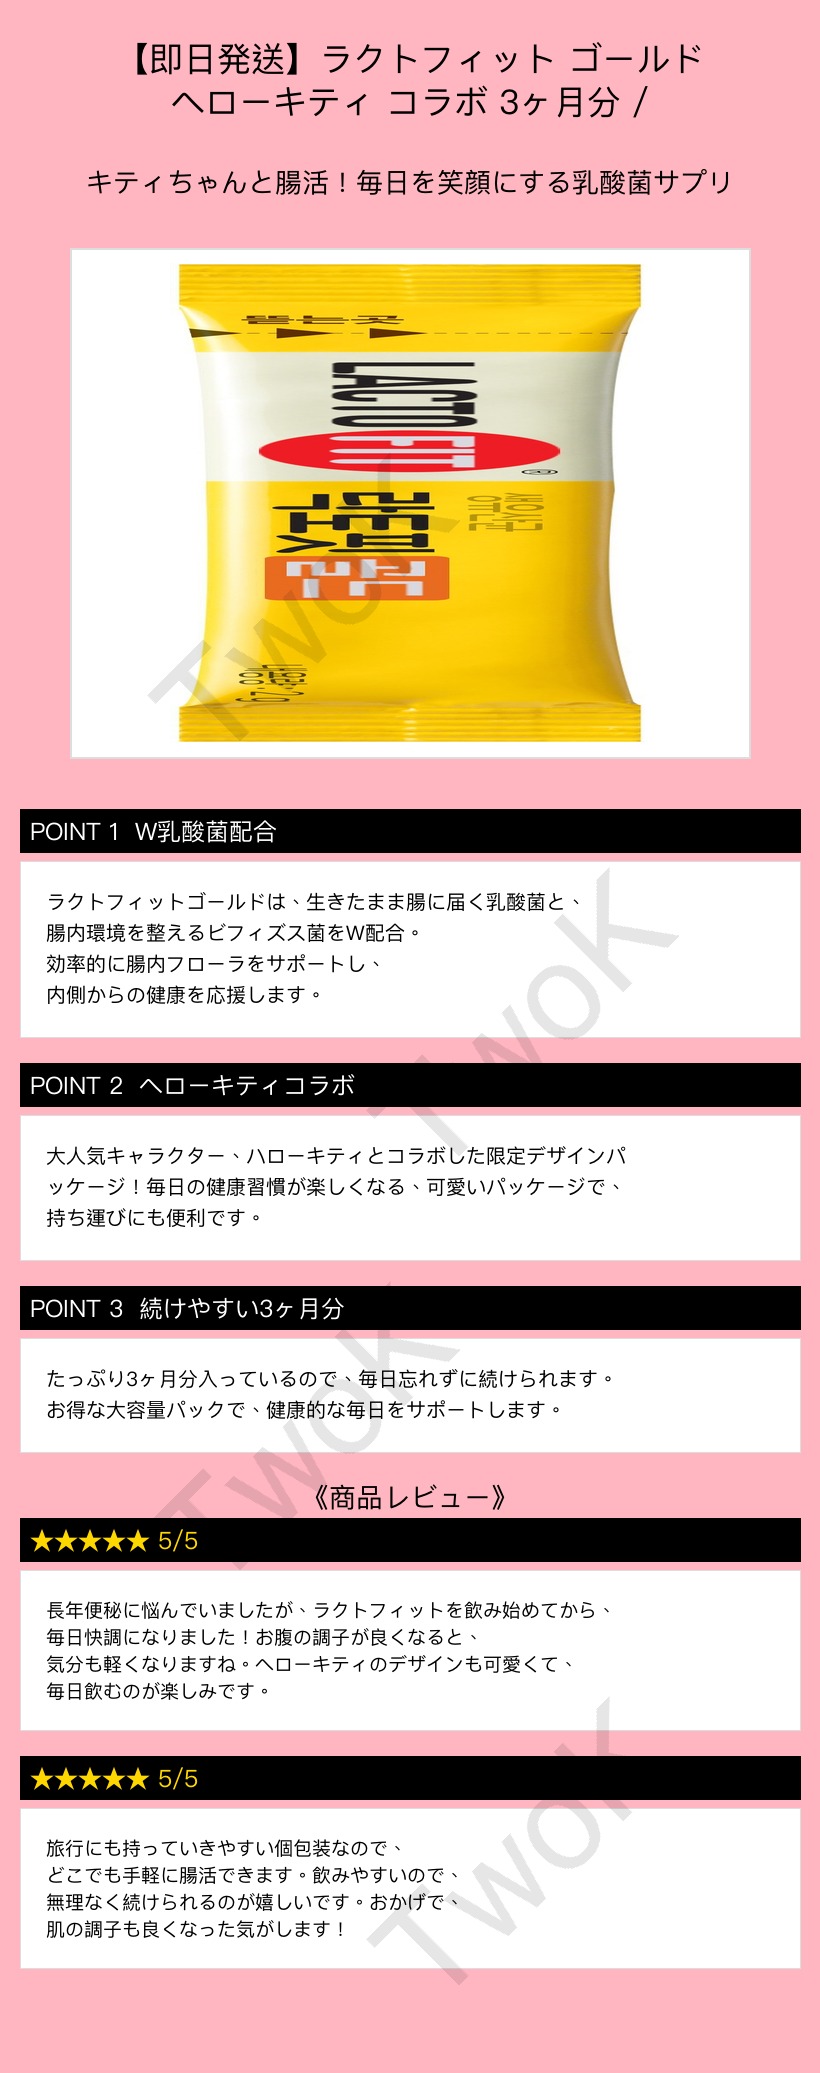 【即日発送】ラクトフィット ゴールド
ヘローキティ コラボ 3ヶ月分 /
キティちゃんと腸活！毎日を笑顔にする乳酸菌サプリ
뜯는곳
LACTO
FIT
®
생유산균
골드
내용량: 2g
POINT 1 W乳酸菌配合
ラクトフィットゴールドは、生きたまま腸に届く乳酸菌と、
腸内環境を整えるビフィズス菌をW配合。
効率的に腸内フローラをサポートし、
内側からの健康を応援します。
POINT 2 ヘローキティコラボ
大人気キャラクター、ハローキティとコラボした限定デザインパ
ッケージ！毎日の健康習慣が楽しくなる、可愛いパッケージで、
持ち運びにも便利です。
POINT 3 続けやすい3ヶ月分
たっぷり3ヶ月分入っているので、毎日忘れずに続けられます。
お得な大容量パックで、健康的な毎日をサポートします。
《商品レビュー》
★★★★★ 5/5
長年便秘に悩んでいましたが、ラクトフィットを飲み始めてから、
毎日快調になりました！お腹の調子が良くなると、
気分も軽くなりますね。ヘローキティのデザインも可愛くて、
毎日飲むのが楽しみです。
★★★★★ 5/5
旅行にも持っていきやすい個包装なので、
どこでも手軽に腸活できます。飲みやすいので、
無理なく続けられるのが嬉しいです。おかげで、
肌の調子も良くなった気がします！
TwoK
TwoK
TwoK
TwoK